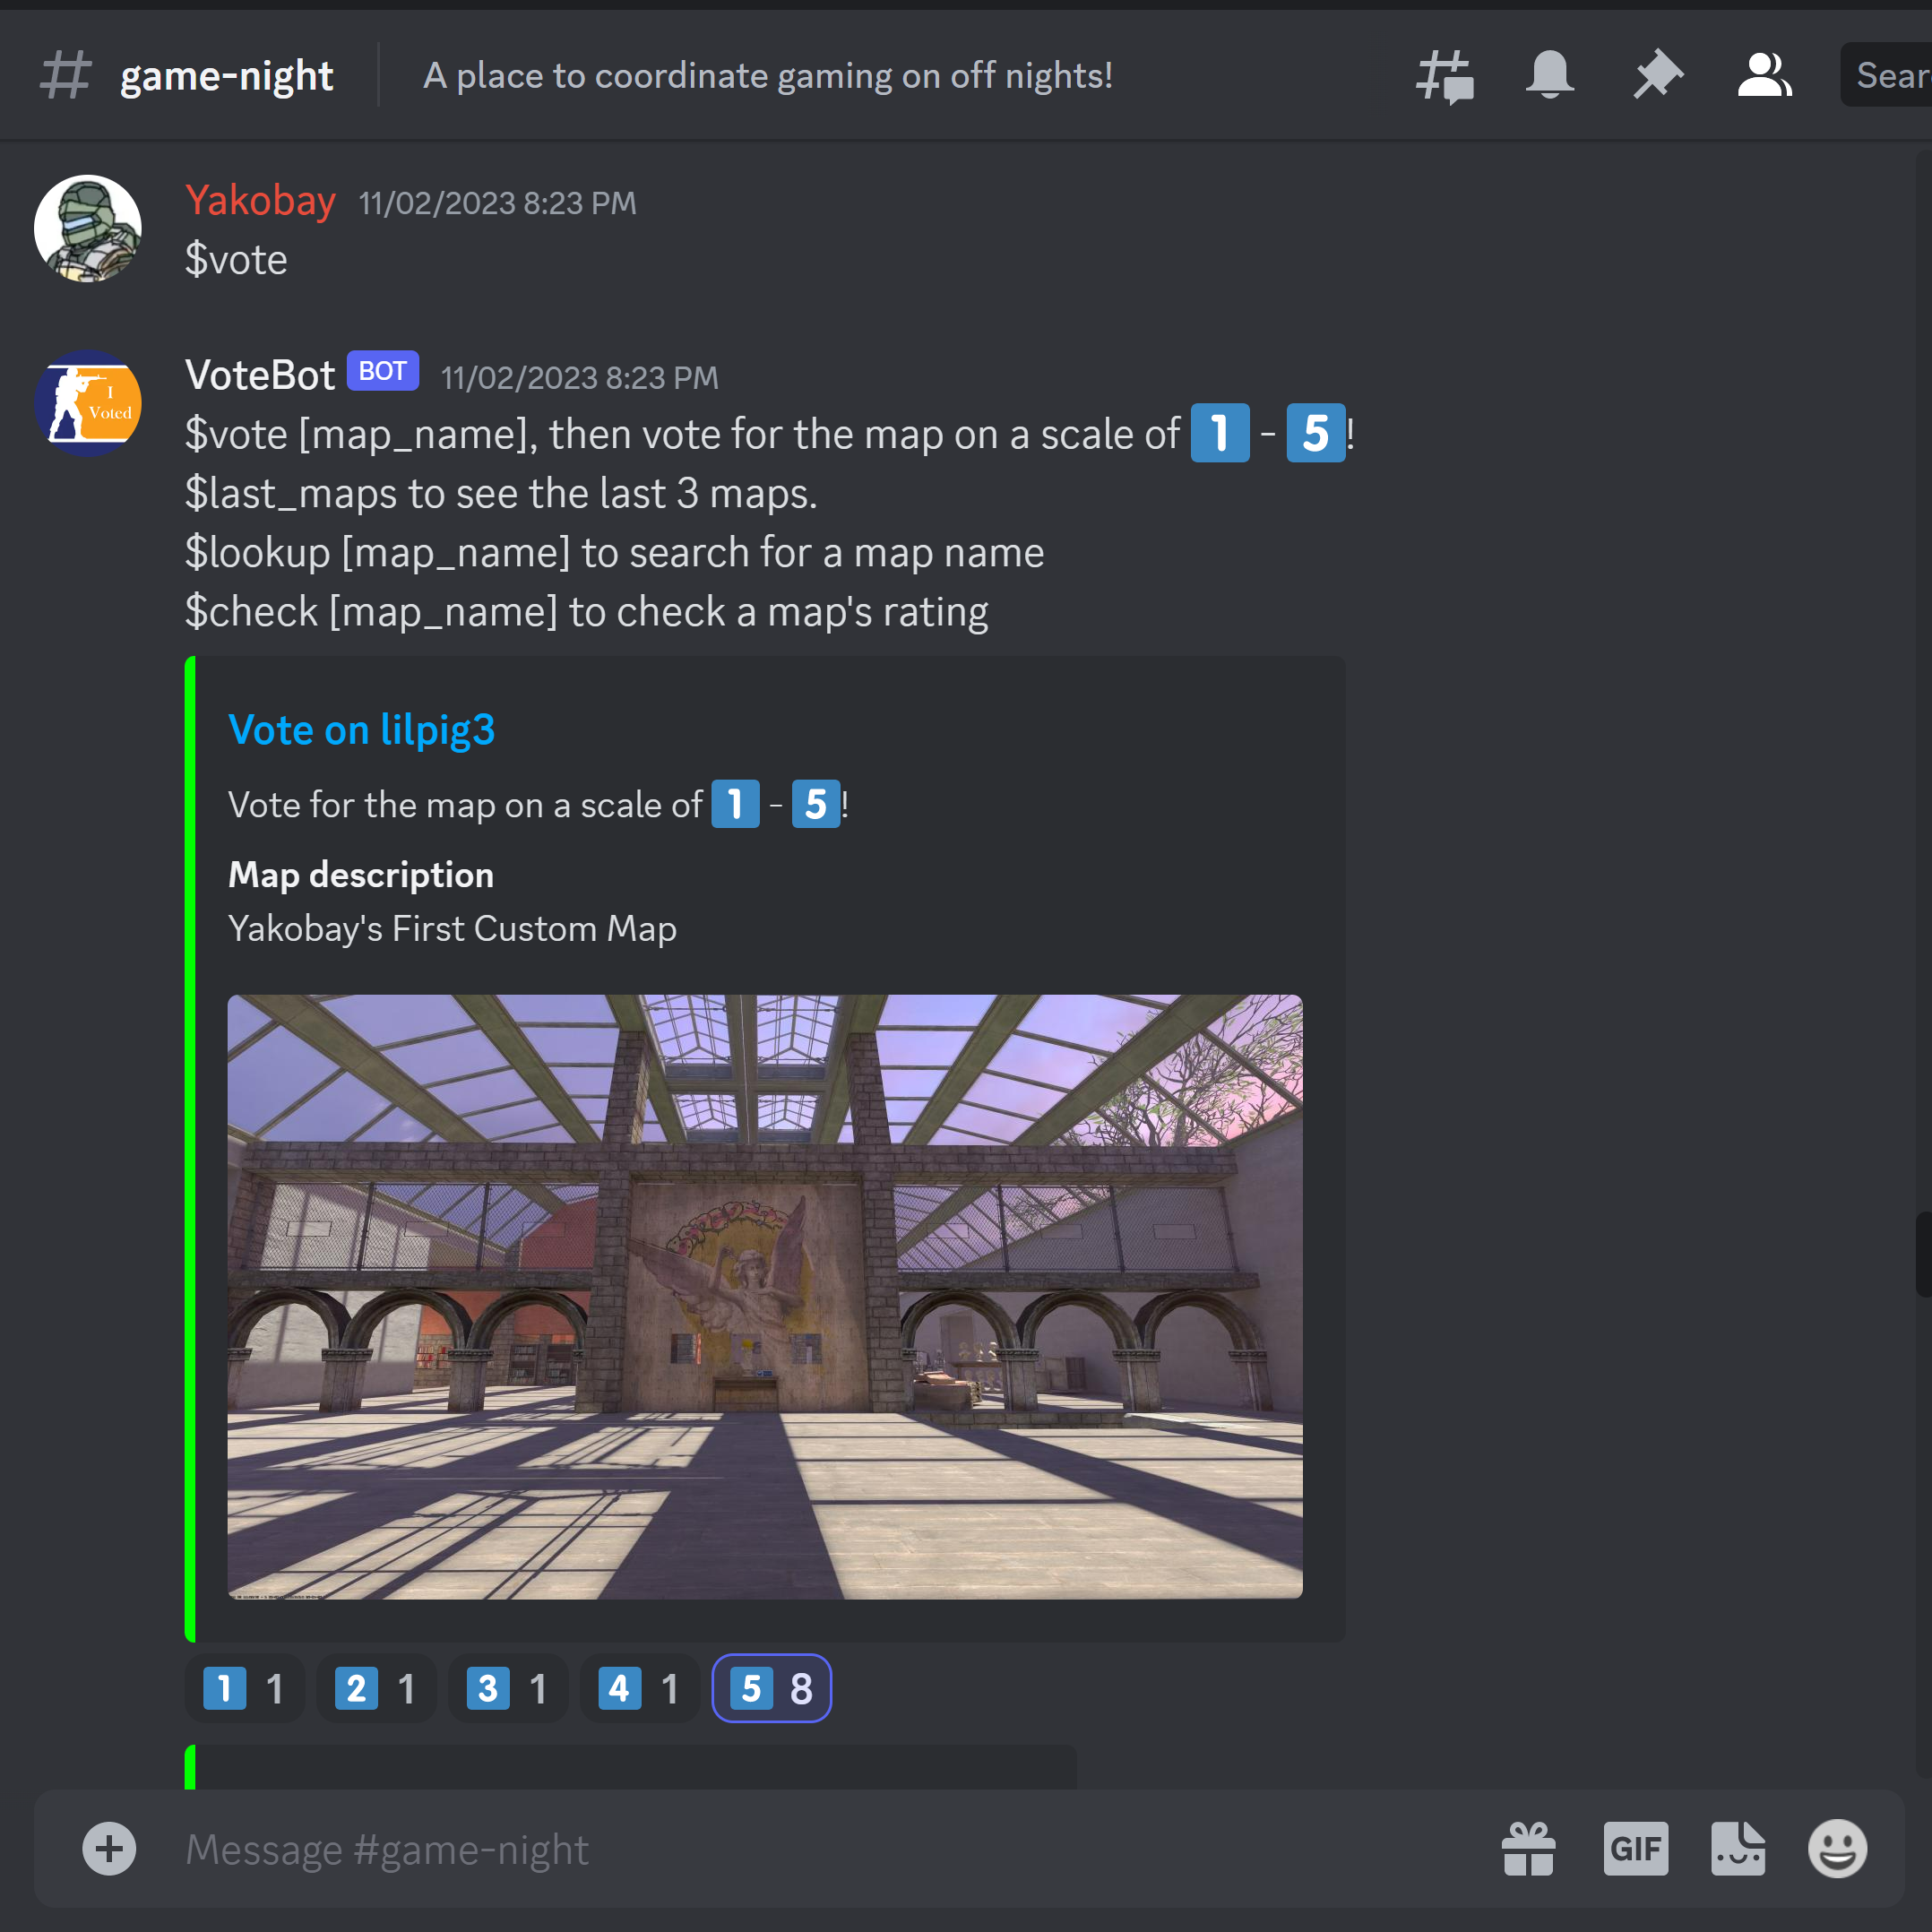 game-night
A place to coordinate gaming on off nights!
Sear
Yakobay 11/02/2023 8:23 PM
$vote
I
Voted
VoteBot BOT 11/02/2023 8:23 PM
$vote [map_name], then vote for the map on a scale of 1 - 5!
$last_maps to see the last 3 maps.
$lookup [map_name] to search for a map name
$check [map_name] to check a map's rating
Vote on lilpig3
Vote for the map on a scale of 1 - 5!
Map description
Yakobay's First Custom Map
1 1 2 1 3 1 4 1 5 8
Message #game-night
GIF